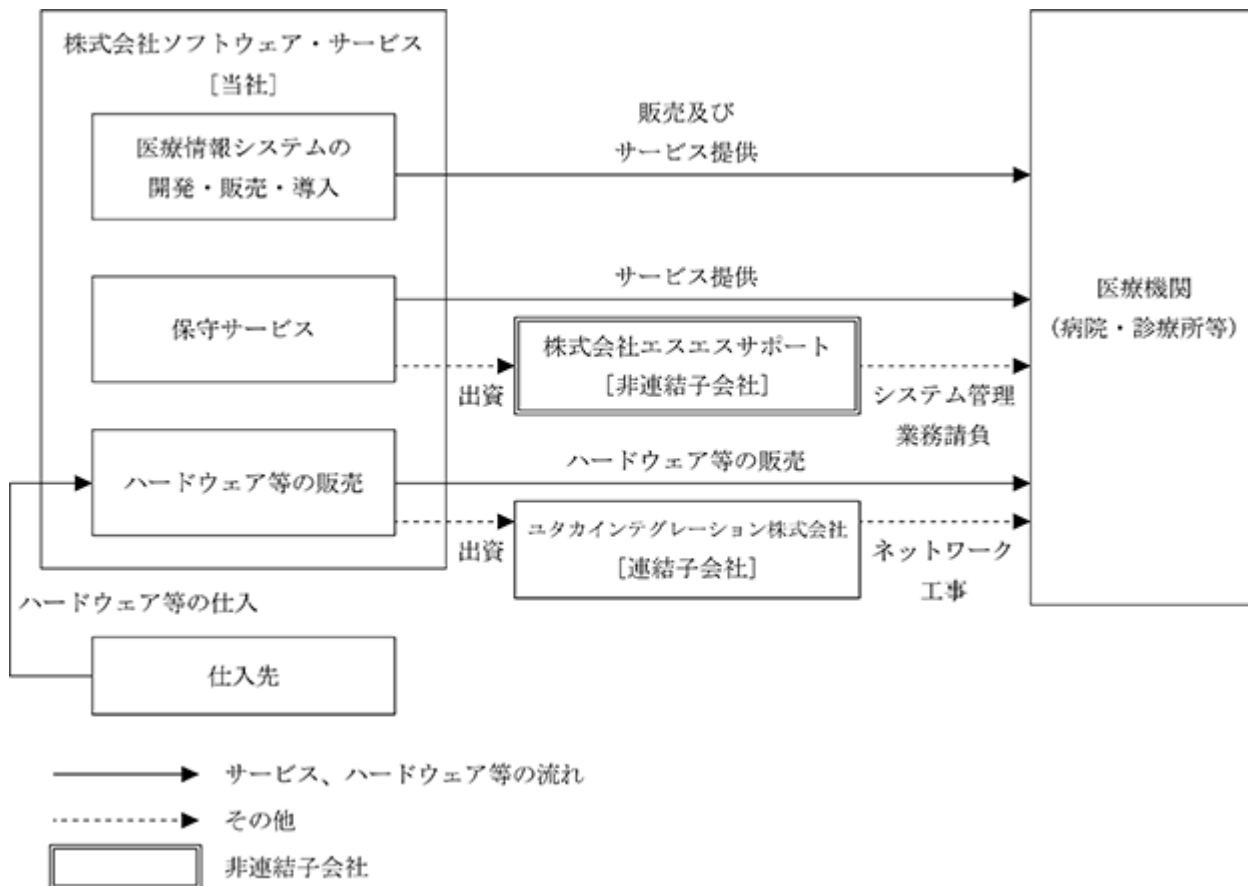 株式会社ソフトウェア・サービス
[当社]
医療情報システムの
開発・販売・導入
販売及び
サービス提供
保守サービス
サービス提供
出資
株式会社エスエスサポート
[非連結子会社]
システム管理
業務請負
医療機関
(病院・診療所等)
ハードウェア等の販売
ハードウェア等の販売
出資
ユタカインテグレーション株式会社
[連結子会社]
ネットワーク
工事
ハードウェア等の仕入
仕入先
サービス、ハードウェア等の流れ
その他
非連結子会社